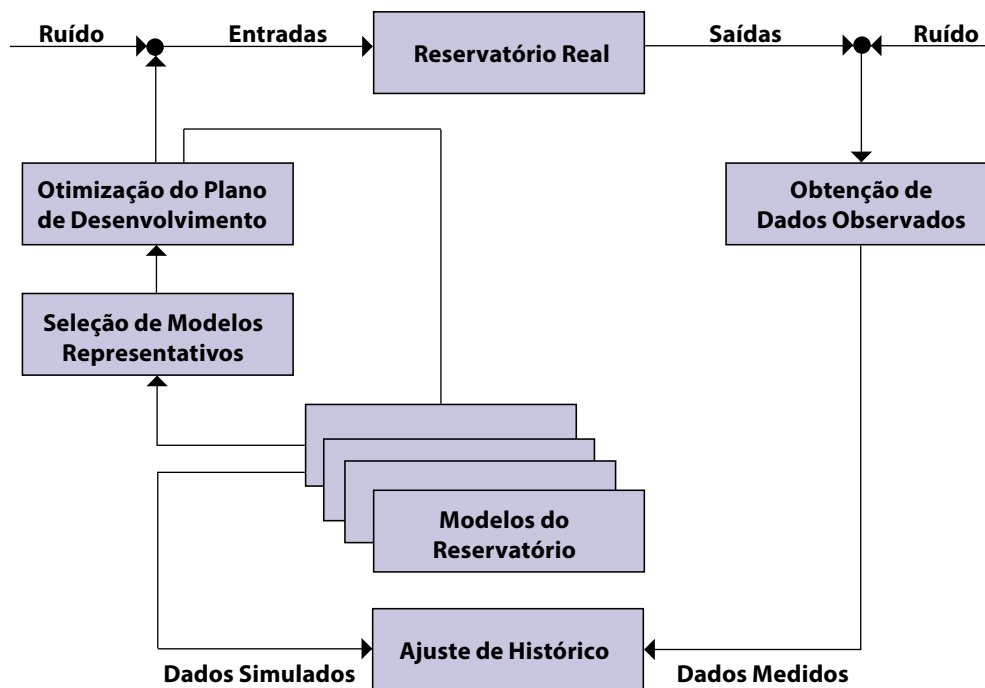 Ruído
Entradas
Reservatório Real
Saídas
Ruído
Otimização do Plano
de Desenvolvimento
Obtenção de
Dados Observados
Seleção de Modelos
Representativos
Modelos do
Reservatório
Ajuste de Histórico
Dados Simulados
Dados Medidos